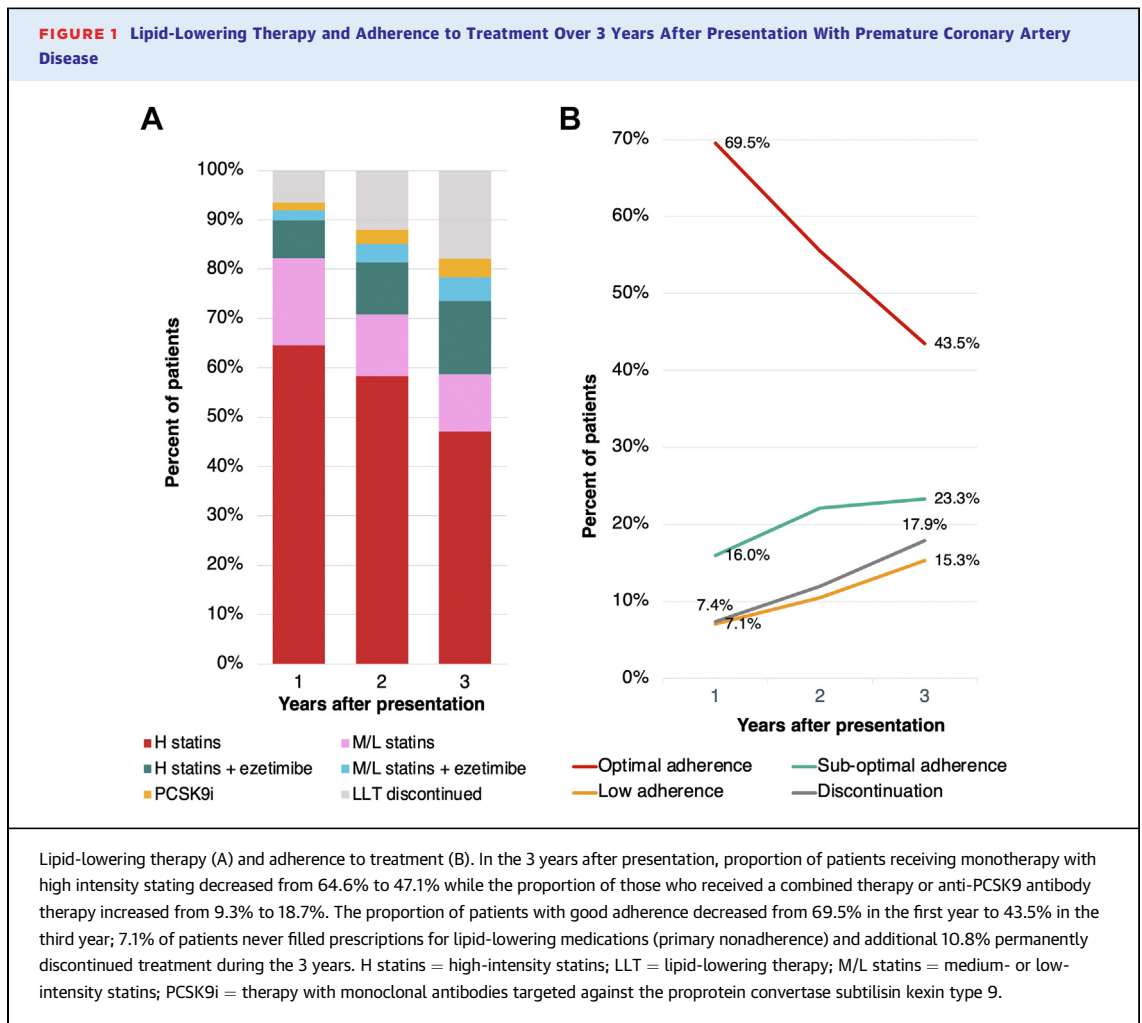 FIGURE 1 Lipid-Lowering Therapy and Adherence to Treatment Over 3 Years After Presentation With Premature Coronary Artery
Disease
A
100%
90%
80%
70%
60%
50%
40%
30%
20%
10%
0%
Percent of patients
1 2 3
Years after presentation
H statins M/L statins
H statins + ezetimibe M/L statins + ezetimibe
PCSK9i LLT discontinued
B
70%
60%
50%
40%
30%
20%
10%
0%
Percent of patients
69.5%
43.5%
23.3%
17.9%
16.0%
15.3%
7.4%
7.1%
1 2 3
Years after presentation
Optimal adherence Sub-optimal adherence
Low adherence Discontinuation
Lipid-lowering therapy (A) and adherence to treatment (B). In the 3 years after presentation, proportion of patients receiving monotherapy with
high intensity stating decreased from 64.6% to 47.1% while the proportion of those who received a combined therapy or anti-PCSK9 antibody
therapy increased from 9.3% to 18.7%. The proportion of patients with good adherence decreased from 69.5% in the first year to 43.5% in the
third year; 7.1% of patients never filled prescriptions for lipid-lowering medications (primary nonadherence) and additional 10.8% permanently
discontinued treatment during the 3 years. H statins = high-intensity statins; LLT = lipid-lowering therapy; M/L statins = medium- or low-
intensity statins; PCSK9i = therapy with monoclonal antibodies targeted against the proprotein convertase subtilisin kexin type 9.